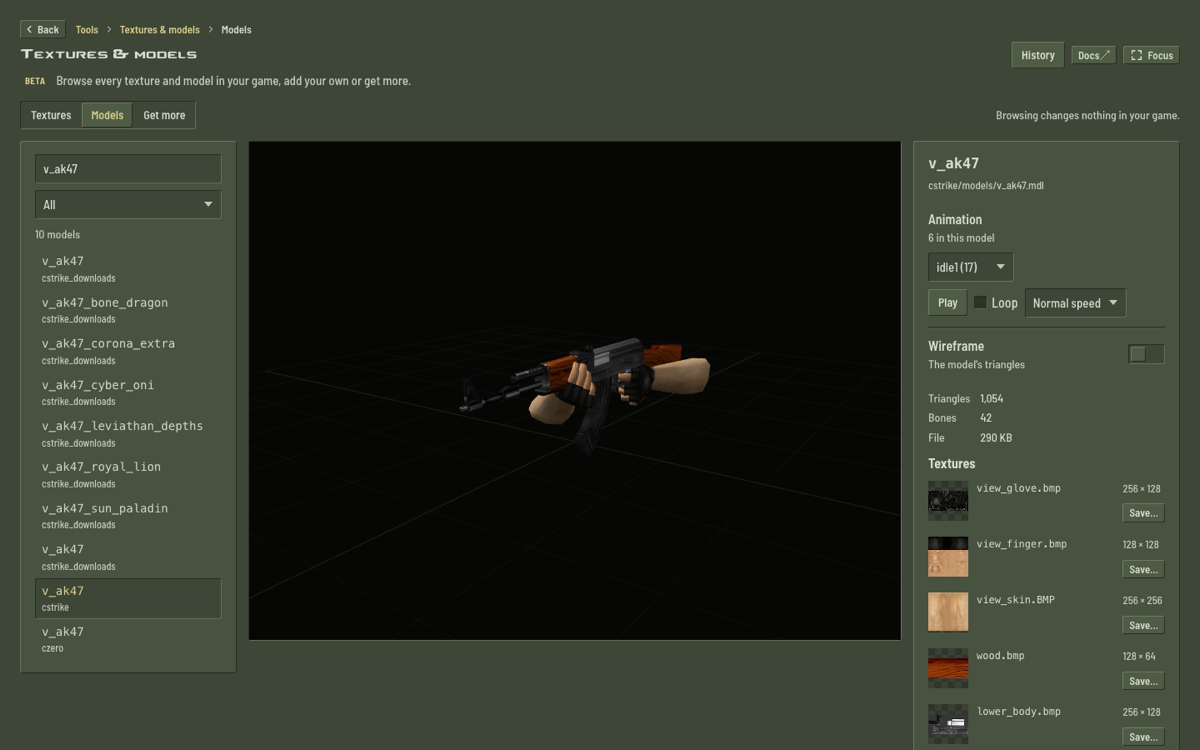 Back Tools > Textures & models > Models
Textures & models
History Docs Focus
BETA Browse every texture and model in your game, add your own or get more.
Textures Models Get more
Browsing changes nothing in your game.
v_ak47
All
10 models
v_ak47
cstrike_downloads
v_ak47_bone_dragon
cstrike_downloads
v_ak47_corona_extra
cstrike_downloads
v_ak47_cyber_oni
cstrike_downloads
v_ak47_leviathan_depths
cstrike_downloads
v_ak47_royal_lion
cstrike_downloads
v_ak47_sun_paladin
cstrike_downloads
v_ak47
cstrike_downloads
v_ak47
cstrike
v_ak47
czero
v_ak47
cstrike/models/v_ak47.mdl
Animation
6 in this model
idle1 (17)
Play Loop Normal speed
Wireframe
The model's triangles
Triangles 1,054
Bones 42
File 290 KB
Textures
view_glove.bmp 256 × 128
Save...
view_finger.bmp 128 × 128
Save...
view_skin.BMP 256 × 256
Save...
wood.bmp 128 × 64
Save...
lower_body.bmp 256 × 128
Save...